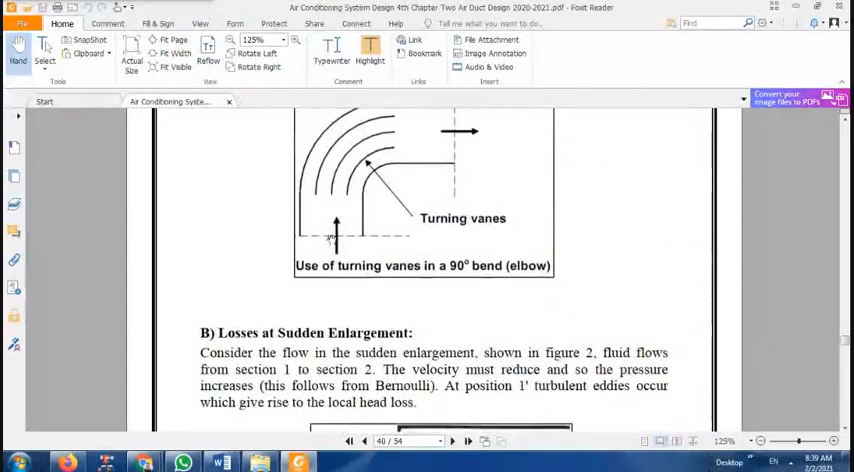 Air Conditioning System Design 4th Chapter Two Air Duct Design 2020-2021.pdf - Foxit Reader
File Home Comment Fill & Sign View Form Protect Share Connect Help Tell me what you want to do.. Find
SnapShot Fit Page 125% Link File Attachment
Clipboard Fit Width Rotate Left Bookmark Image Annotation
Hand Select Actual Size Fit Visible Reflow Rotate Right Typewriter Highlight Audio & Video
Tools View Comment Links Insert
Start Air Conditioning Syste...
Convert your image files to PDFs
Turning vanes
Use of turning vanes in a 90° bend (elbow)
B) Losses at Sudden Enlargement:
Consider the flow in the sudden enlargement, shown in figure 2, fluid flows
from section 1 to section 2. The velocity must reduce and so the pressure
increases (this follows from Bernoulli). At position 1' turbulent eddies occur
which give rise to the local head loss.
40 / 54 125%
Desktop EN 8:39 AM
2/2/2021